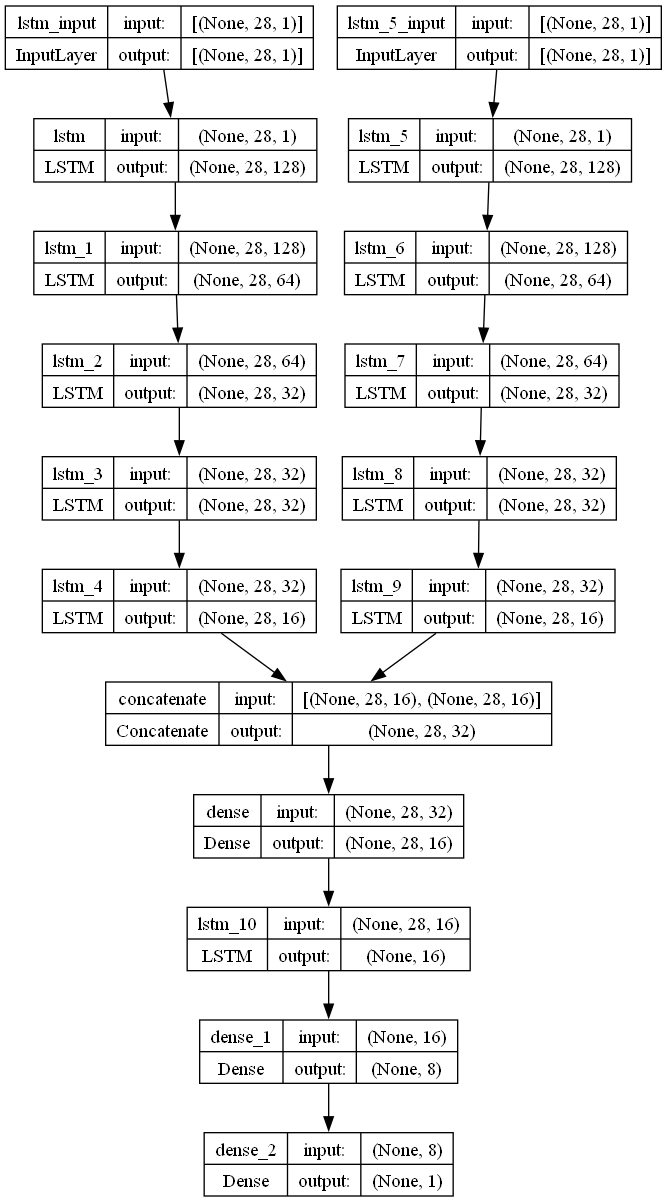 lstm_input input: [(None, 28, 1)] lstm_5_input input: [(None, 28, 1)]
InputLayer output: [(None, 28, 1)] InputLayer output: [(None, 28, 1)]
lstm input: (None, 28, 1) lstm_5 input: (None, 28, 1)
LSTM output: (None, 28, 128) LSTM output: (None, 28, 128)
lstm_1 input: (None, 28, 128) lstm_6 input: (None, 28, 128)
LSTM output: (None, 28, 64) LSTM output: (None, 28, 64)
lstm_2 input: (None, 28, 64) lstm_7 input: (None, 28, 64)
LSTM output: (None, 28, 32) LSTM output: (None, 28, 32)
lstm_3 input: (None, 28, 32) lstm_8 input: (None, 28, 32)
LSTM output: (None, 28, 32) LSTM output: (None, 28, 32)
lstm_4 input: (None, 28, 32) lstm_9 input: (None, 28, 32)
LSTM output: (None, 28, 16) LSTM output: (None, 28, 16)
concatenate input: [(None, 28, 16), (None, 28, 16)]
Concatenate output: (None, 28, 32)
dense input: (None, 28, 32)
Dense output: (None, 28, 16)
lstm_10 input: (None, 28, 16)
LSTM output: (None, 16)
dense_1 input: (None, 16)
Dense output: (None, 8)
dense_2 input: (None, 8)
Dense output: (None, 1)